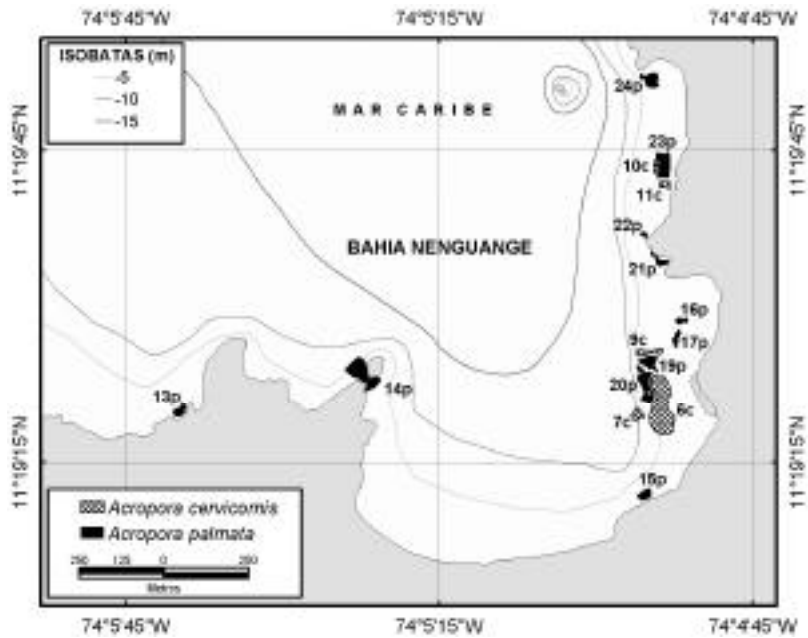 74°5'45"W 74°5'15"W 74°4'45"W
ISOBATAS (m)
-5
-10
-15
MAR CARIBE
24p
11°19'45"N 11°19'45"N
23p
10c
11c
22p
BAHIA NENGUANGE
21p
16p
17p
9c
19p
20p
14p
13p
7c
6c
11°19'15"N 11°19'15"N
15p
Acropora cervicornis
Acropora palmata
250 125 0 250
Metros
74°5'45"W 74°5'15"W 74°4'45"W